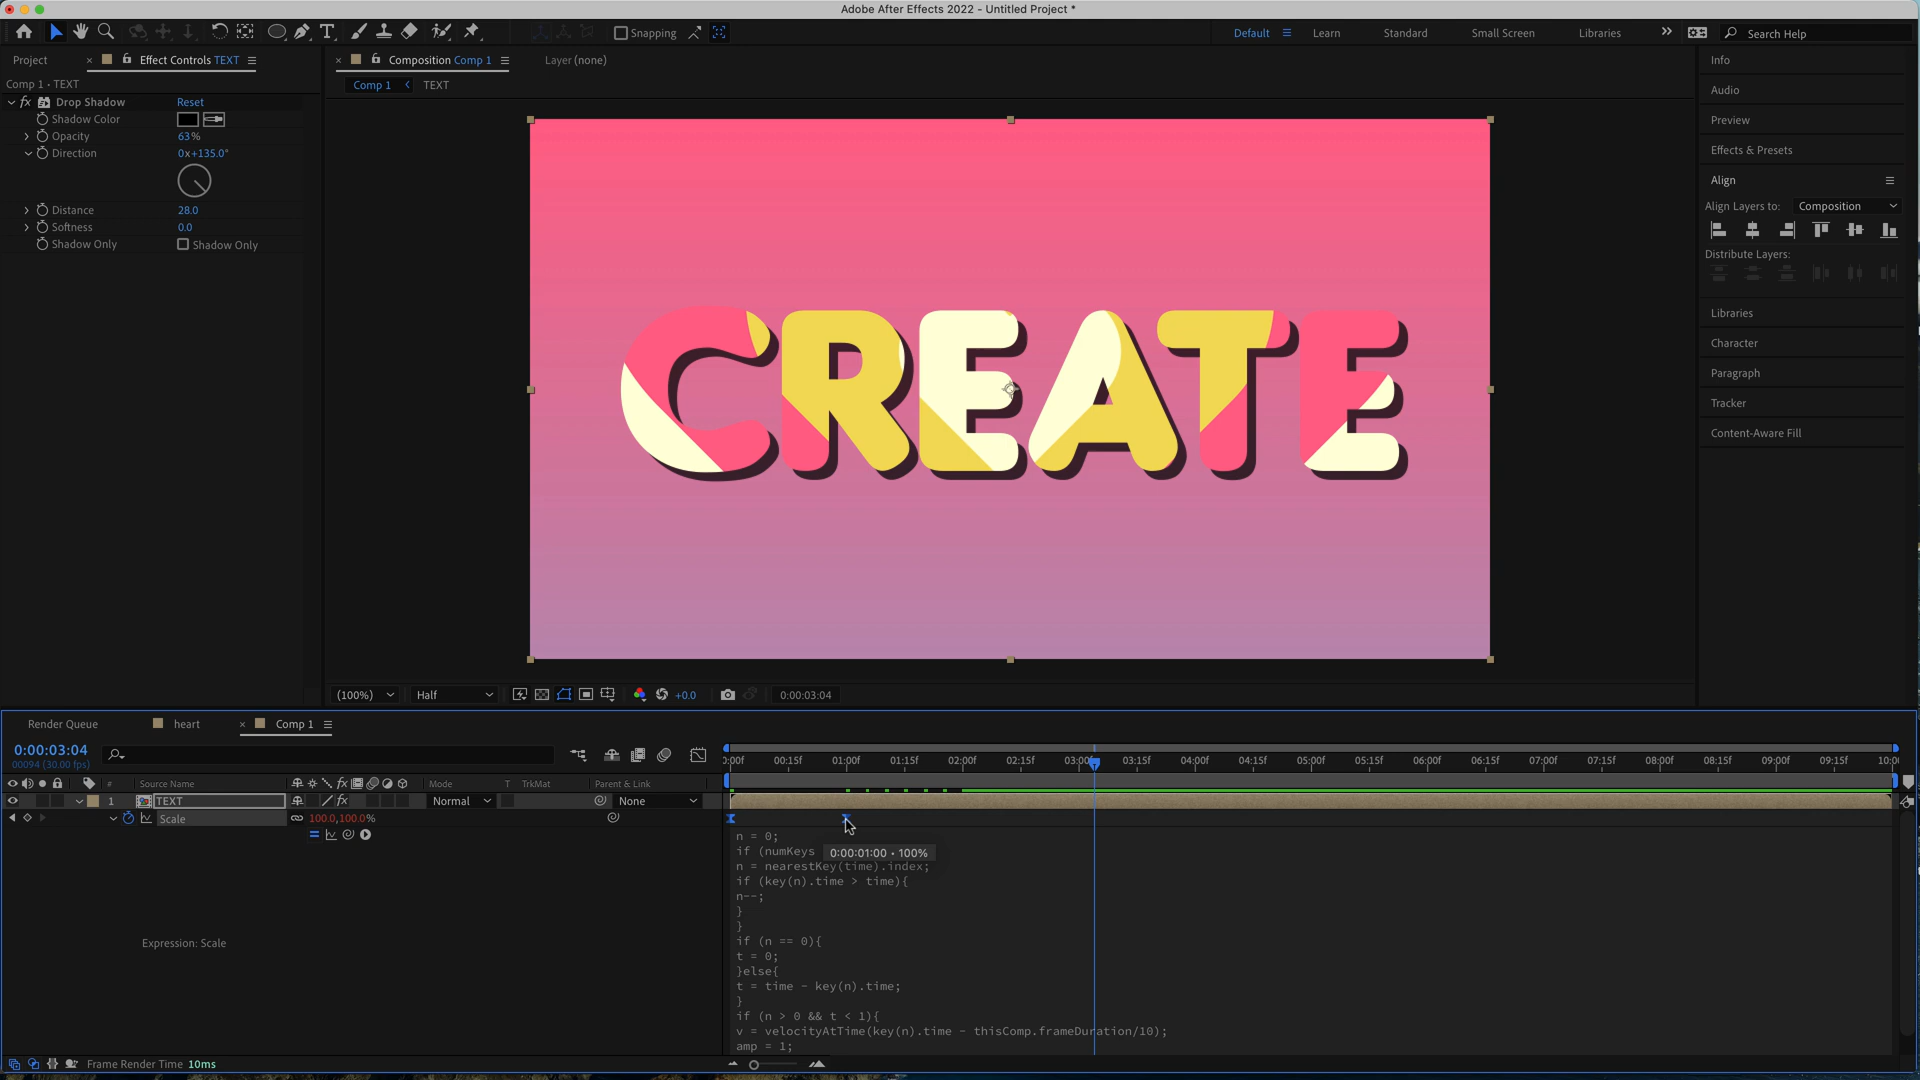 Adobe After Effects 2022 - Untitled Project *
Snapping
Default
Learn
Standard
Small Screen
Libraries
Search Help
Project
Effect Controls TEXT
Composition Comp 1
Layer (none)
Comp 1 • TEXT
Comp 1
TEXT
fx Drop Shadow Reset
Shadow Color
Opacity 63%
Direction 0x+135.0°
Distance 28.0
Softness 0.0
Shadow Only Shadow Only
CREATE
Info
Audio
Preview
Effects & Presets
Align
Align Layers to: Composition
Distribute Layers:
Libraries
Character
Paragraph
Tracker
Content-Aware Fill
(100%) Half +0.0 0:00:03:04
Render Queue heart Comp 1
0:00:03:04
00094 (30.00 fps)
:00f 00:15f 01:00f 01:15f 02:00f 02:15f 03:00f 03:15f 04:00f 04:15f 05:00f 05:15f 06:00f 06:15f 07:00f 07:15f 08:00f 08:15f 09:00f 09:15f 10:00
# Source Name Mode T TrkMat Parent & Link
1 TEXT fx Normal None
Scale 100.0,100.0%
n = 0;
if (numKeys
0:00:01:00 • 100%
n = nearestKey(time).index;
if (key(n).time > time){
n--;
}
}
if (n == 0){
Expression: Scale
t = 0;
}else{
t = time - key(n).time;
}
if (n > 0 && t < 1){
v = velocityAtTime(key(n).time - thisComp.frameDuration/10);
amp = 1;
Frame Render Time 10ms